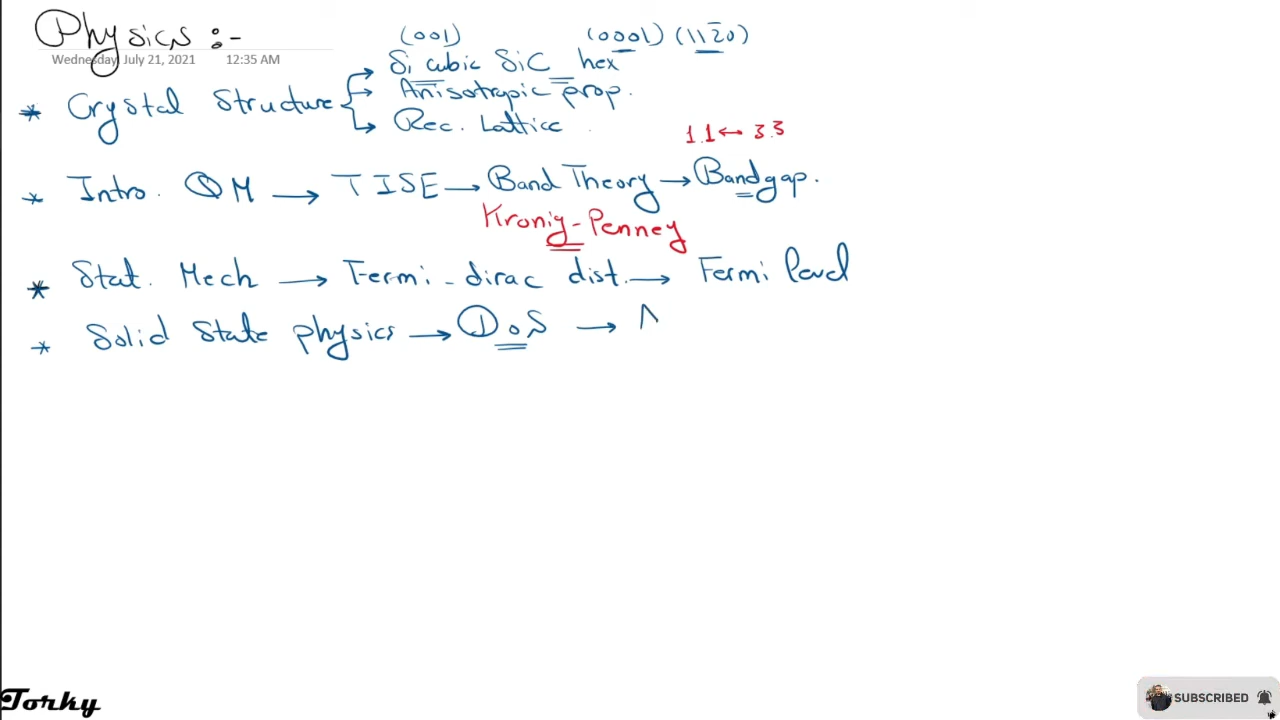 Physics :-
Wednesday, July 21, 2021 12:35 AM
(001) (0001) (112̄0)
* Crystal Structure
→ Si cubic SiC hex
→ Anisotropic prop.
→ Rec. Lattice
1.1 ↔ 3.3
* Intro. QM → TISE → Band Theory → Bandgap.
Kronig-Penney
* Stat. Mech → Fermi-dirac dist. → Fermi level
* Solid State physics → DoS →
Torky
SUBSCRIBED